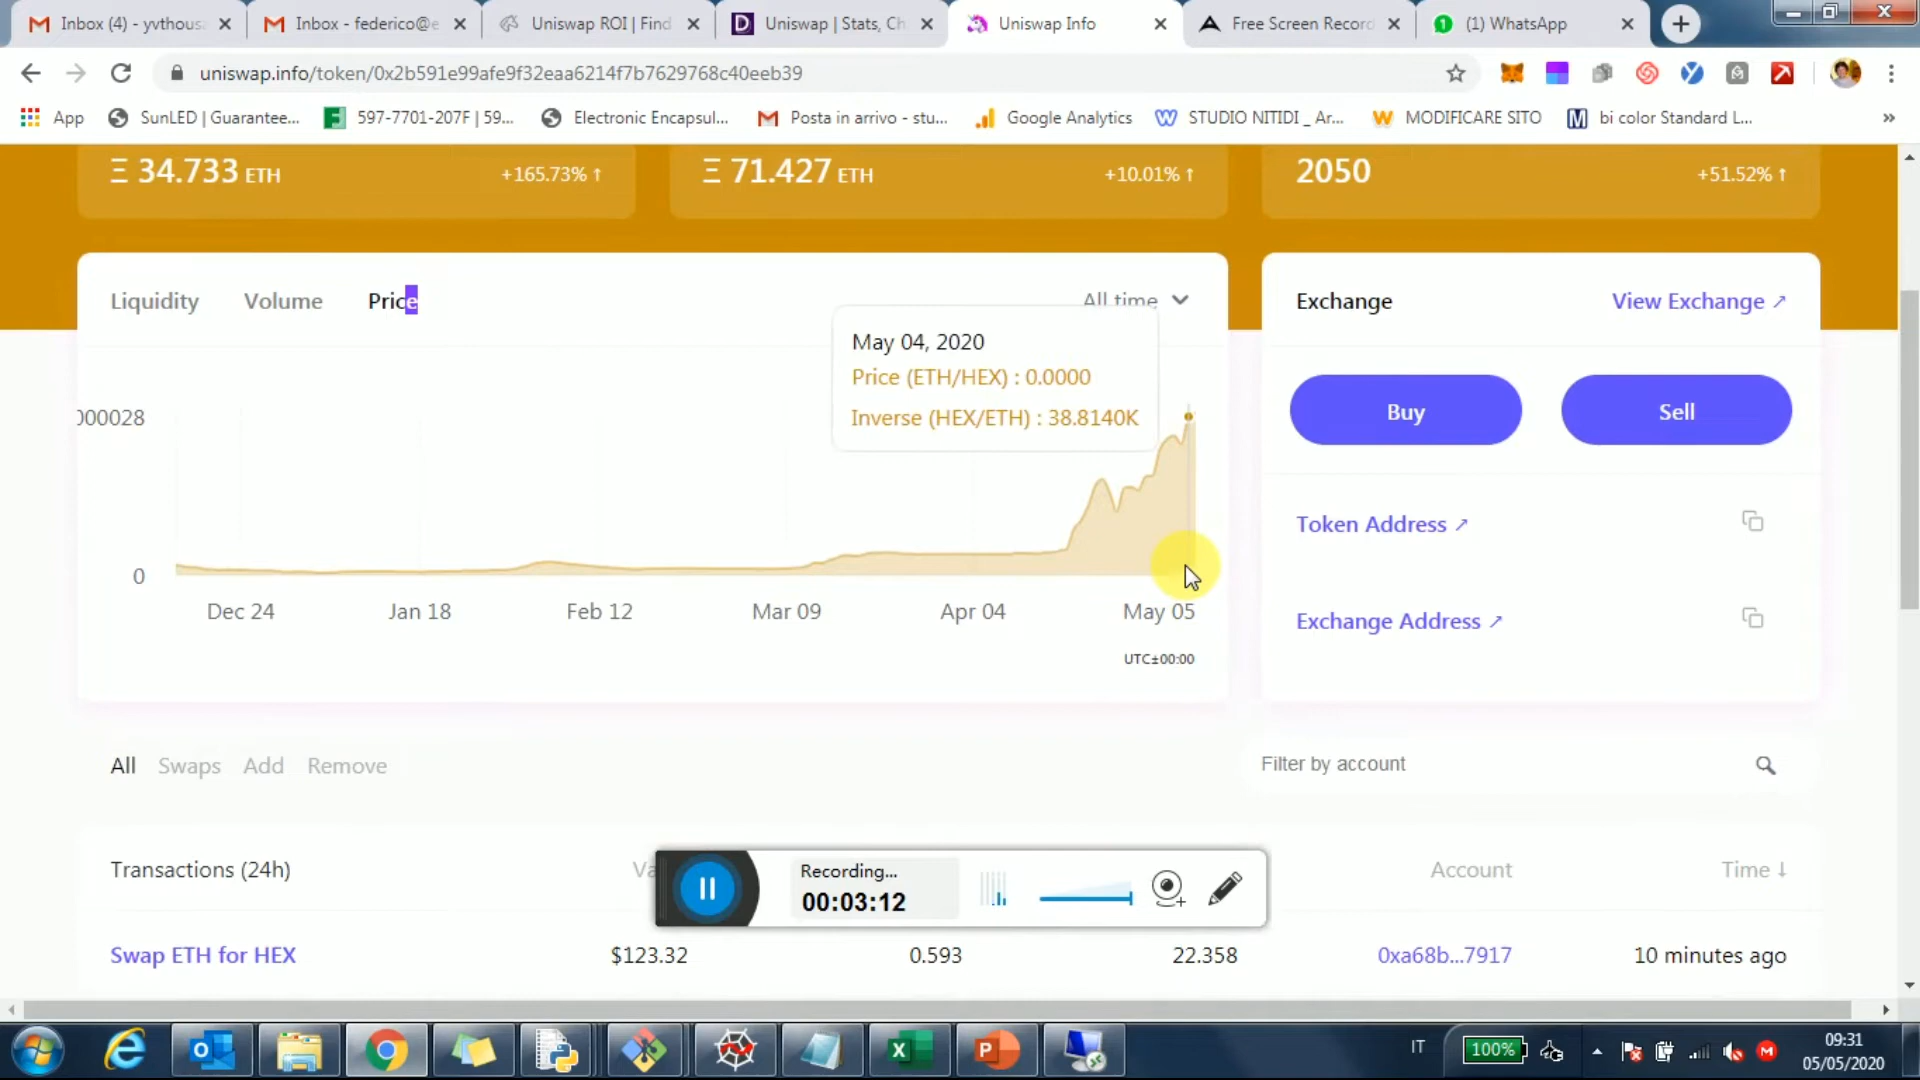 Inbox (4) - yvthous
Inbox - federico@e
Uniswap ROI | Find
Uniswap | Stats, Ch
Uniswap Info
Free Screen Record
(1) WhatsApp
uniswap.info/token/0x2b591e99afe9f32eaa6214f7b7629768c40eeb39
App
SunLED | Guarantee...
597-7701-207F | 59...
Electronic Encapsul...
Posta in arrivo - stu...
Google Analytics
STUDIO NITIDI _ Ar...
MODIFICARE SITO
bi color Standard L...
»
Ξ 34.733 ETH
+165.73% ↑
Ξ 71.427 ETH
+10.01% ↑
2050
+51.52% ↑
Liquidity
Volume
Price
All time
Exchange
View Exchange ↗
May 04, 2020
Price (ETH/HEX) : 0.0000
Inverse (HEX/ETH) : 38.8140K
000028
0
Dec 24
Jan 18
Feb 12
Mar 09
Apr 04
May 05
UTC±00:00
Buy
Sell
Token Address ↗
Exchange Address ↗
All
Swaps
Add
Remove
Filter by account
Transactions (24h)
Account
Time ↓
Recording...
00:03:12
Swap ETH for HEX
$123.32
0.593
22.358
0xa68b...7917
10 minutes ago
IT
100%
09:31
05/05/2020